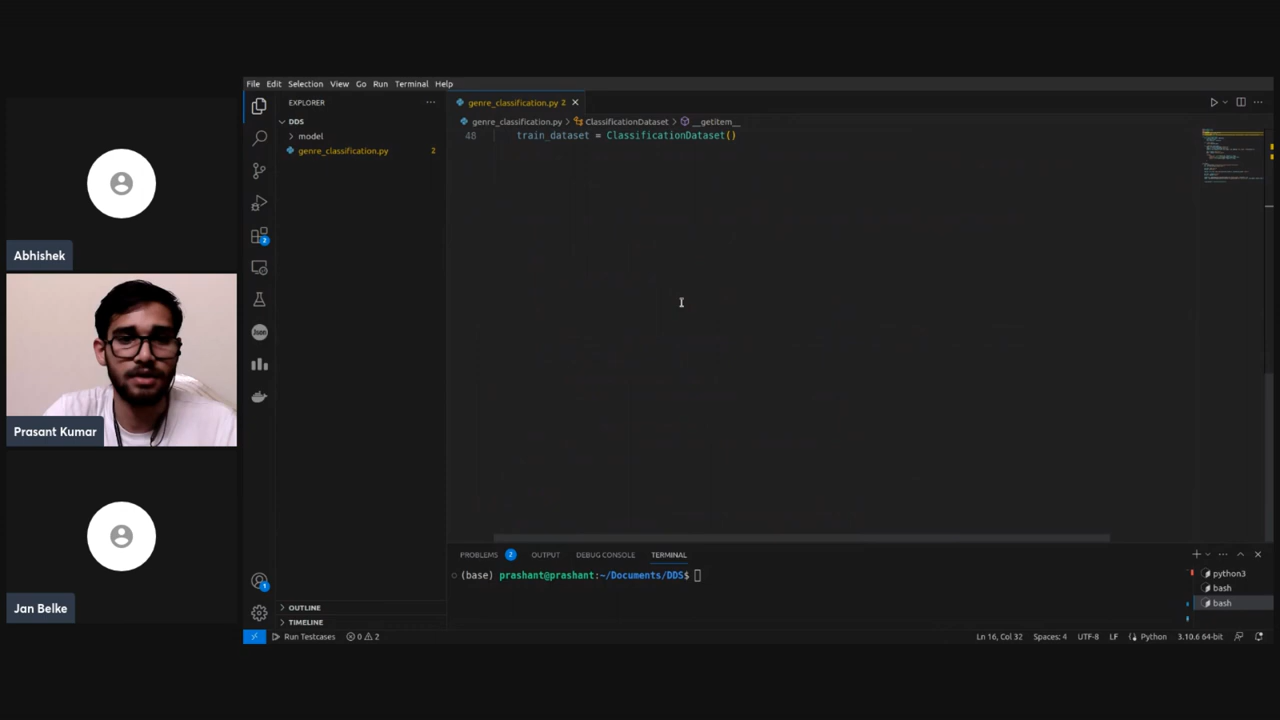 File Edit Selection View Go Run Terminal Help
EXPLORER
DDS
model
genre_classification.py 2
OUTLINE
TIMELINE
genre_classification.py 2
genre_classification.py > ClassificationDataset > __getitem__
48 train_dataset = ClassificationDataset()
PROBLEMS 2 OUTPUT DEBUG CONSOLE TERMINAL
(base) prashant@prashant:~/Documents/DDS$
python3
bash
bash
2
1
Json
Run Testcases 0 2
Ln 16, Col 32 Spaces: 4 UTF-8 LF Python 3.10.6 64-bit
Abhishek
Prasant Kumar
Jan Belke